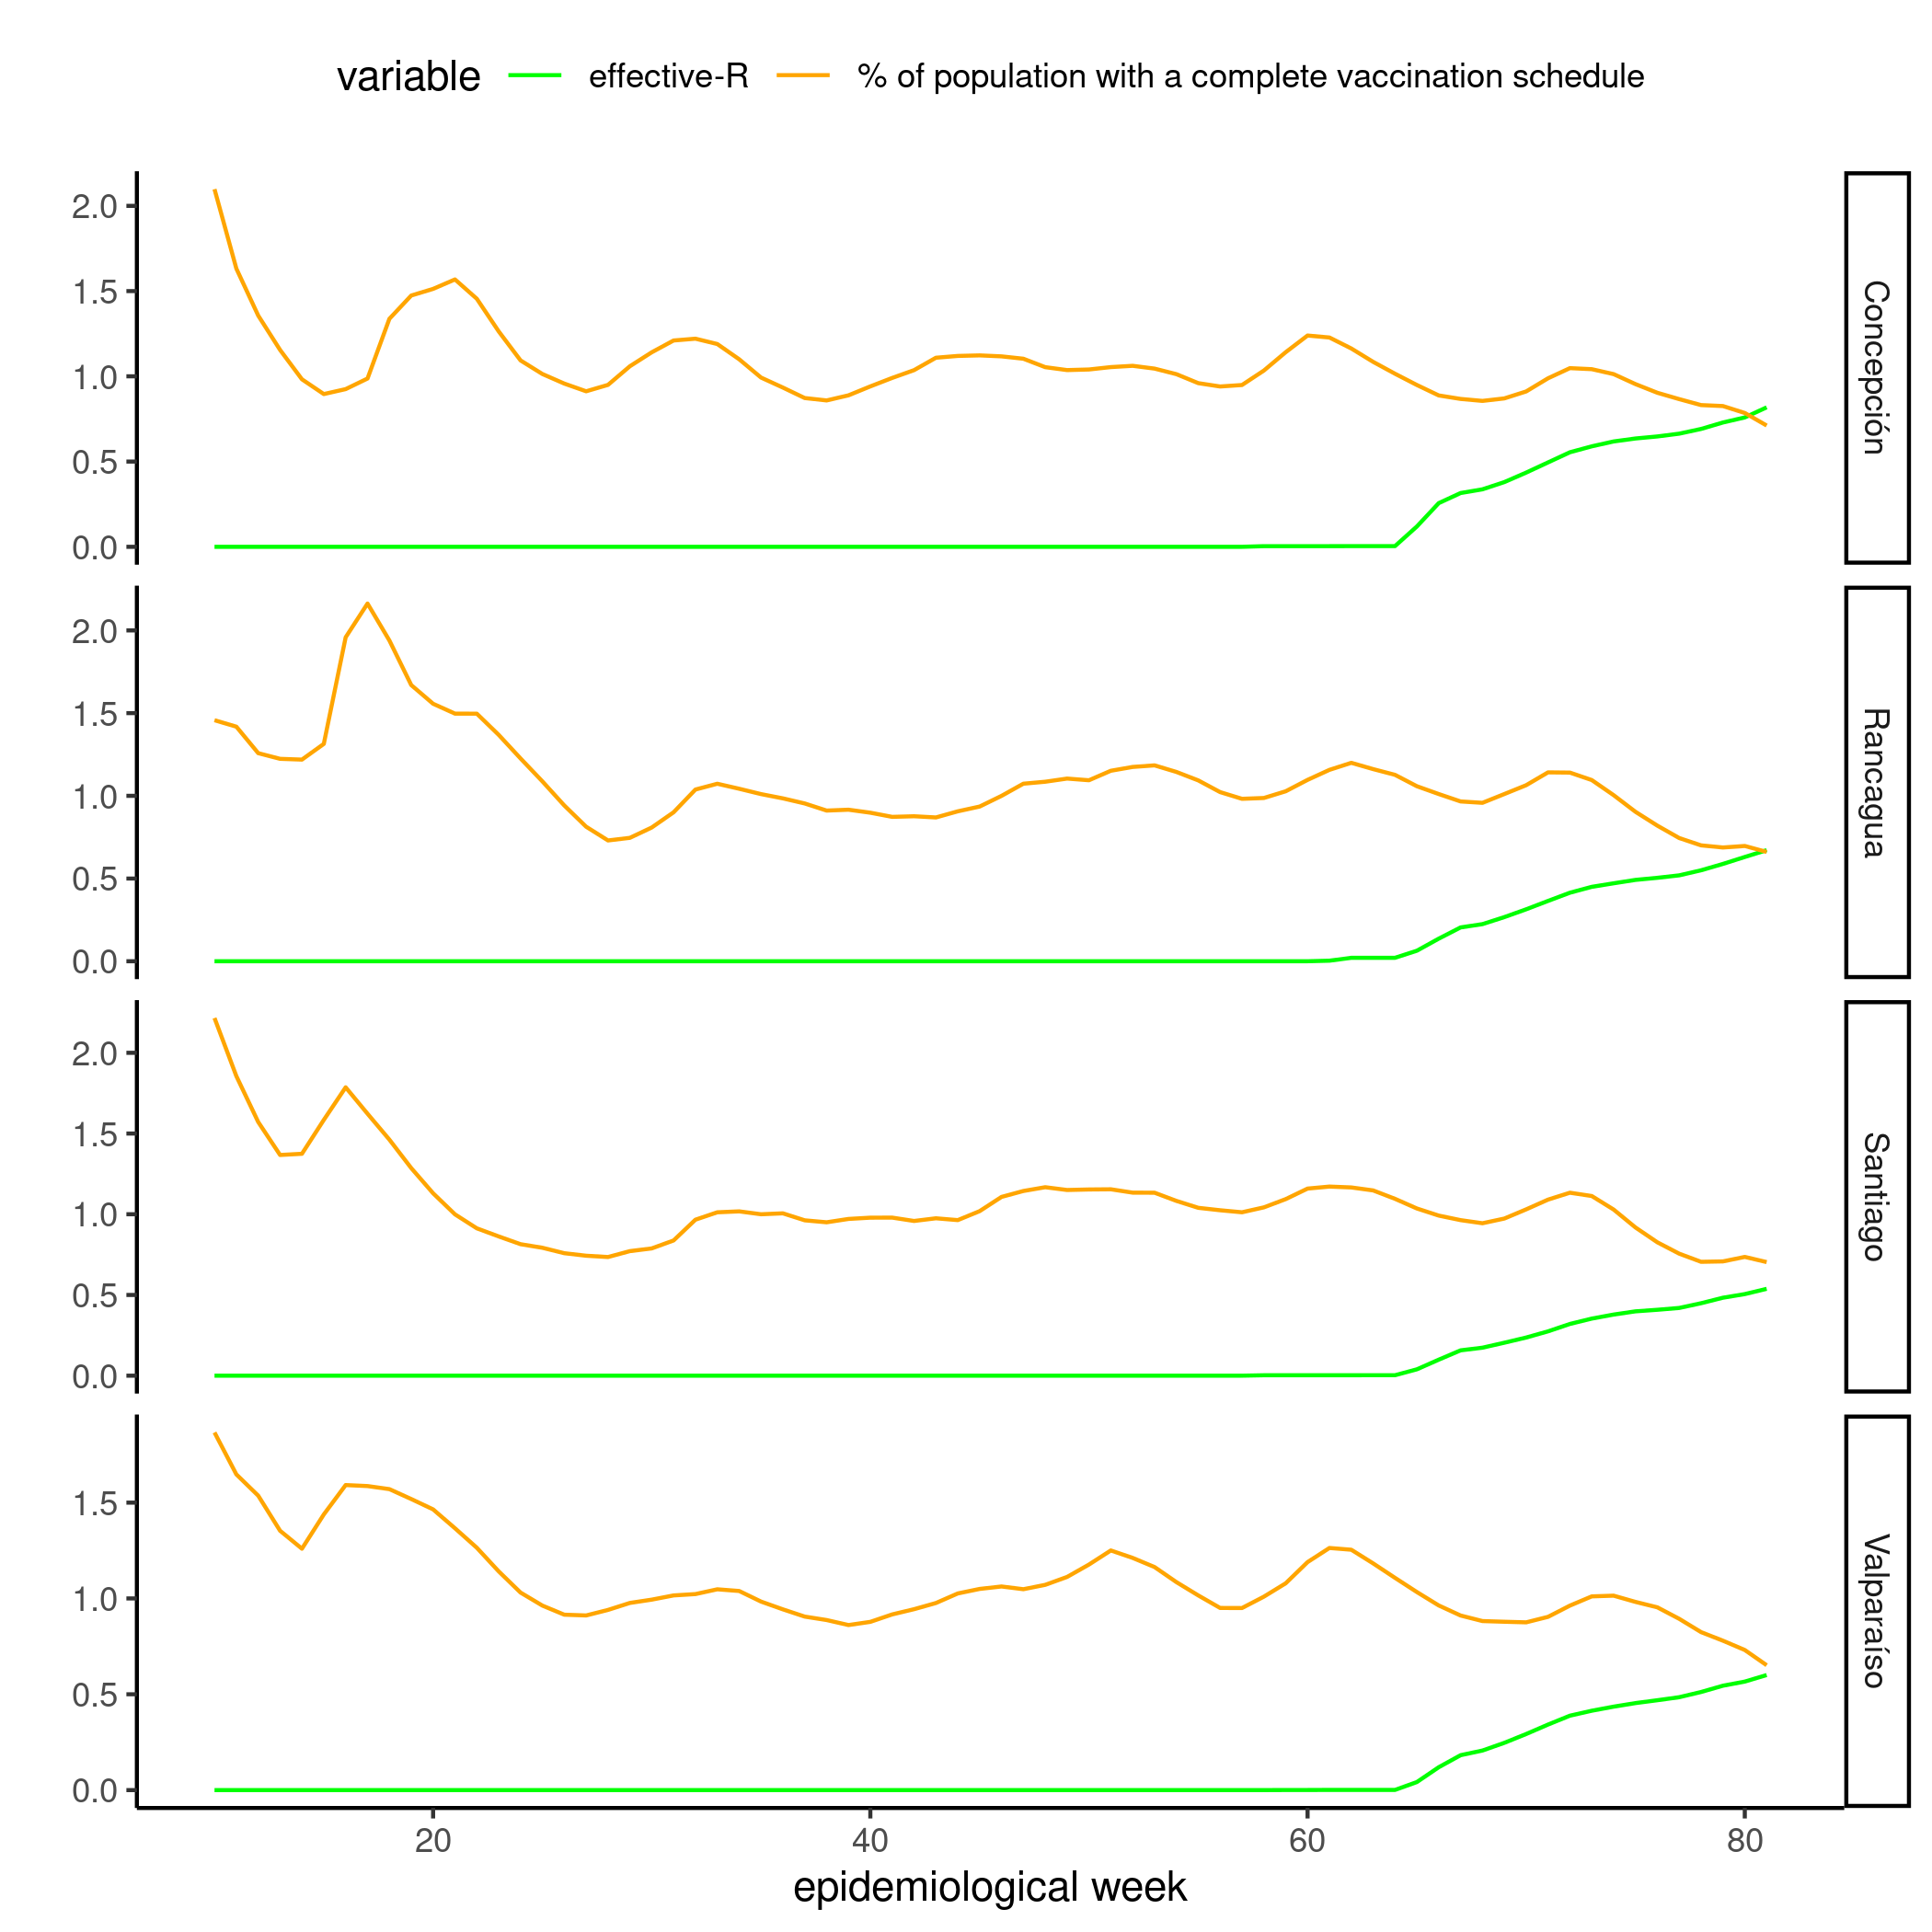 variable effective-R % of population with a complete vaccination schedule
2.0
1.5
1.0
0.5
0.0
Concepción
2.0
1.5
1.0
0.5
0.0
Rancagua
2.0
1.5
1.0
0.5
0.0
Santiago
1.5
1.0
0.5
0.0
Valparaíso
20 40 60 80
epidemiological week